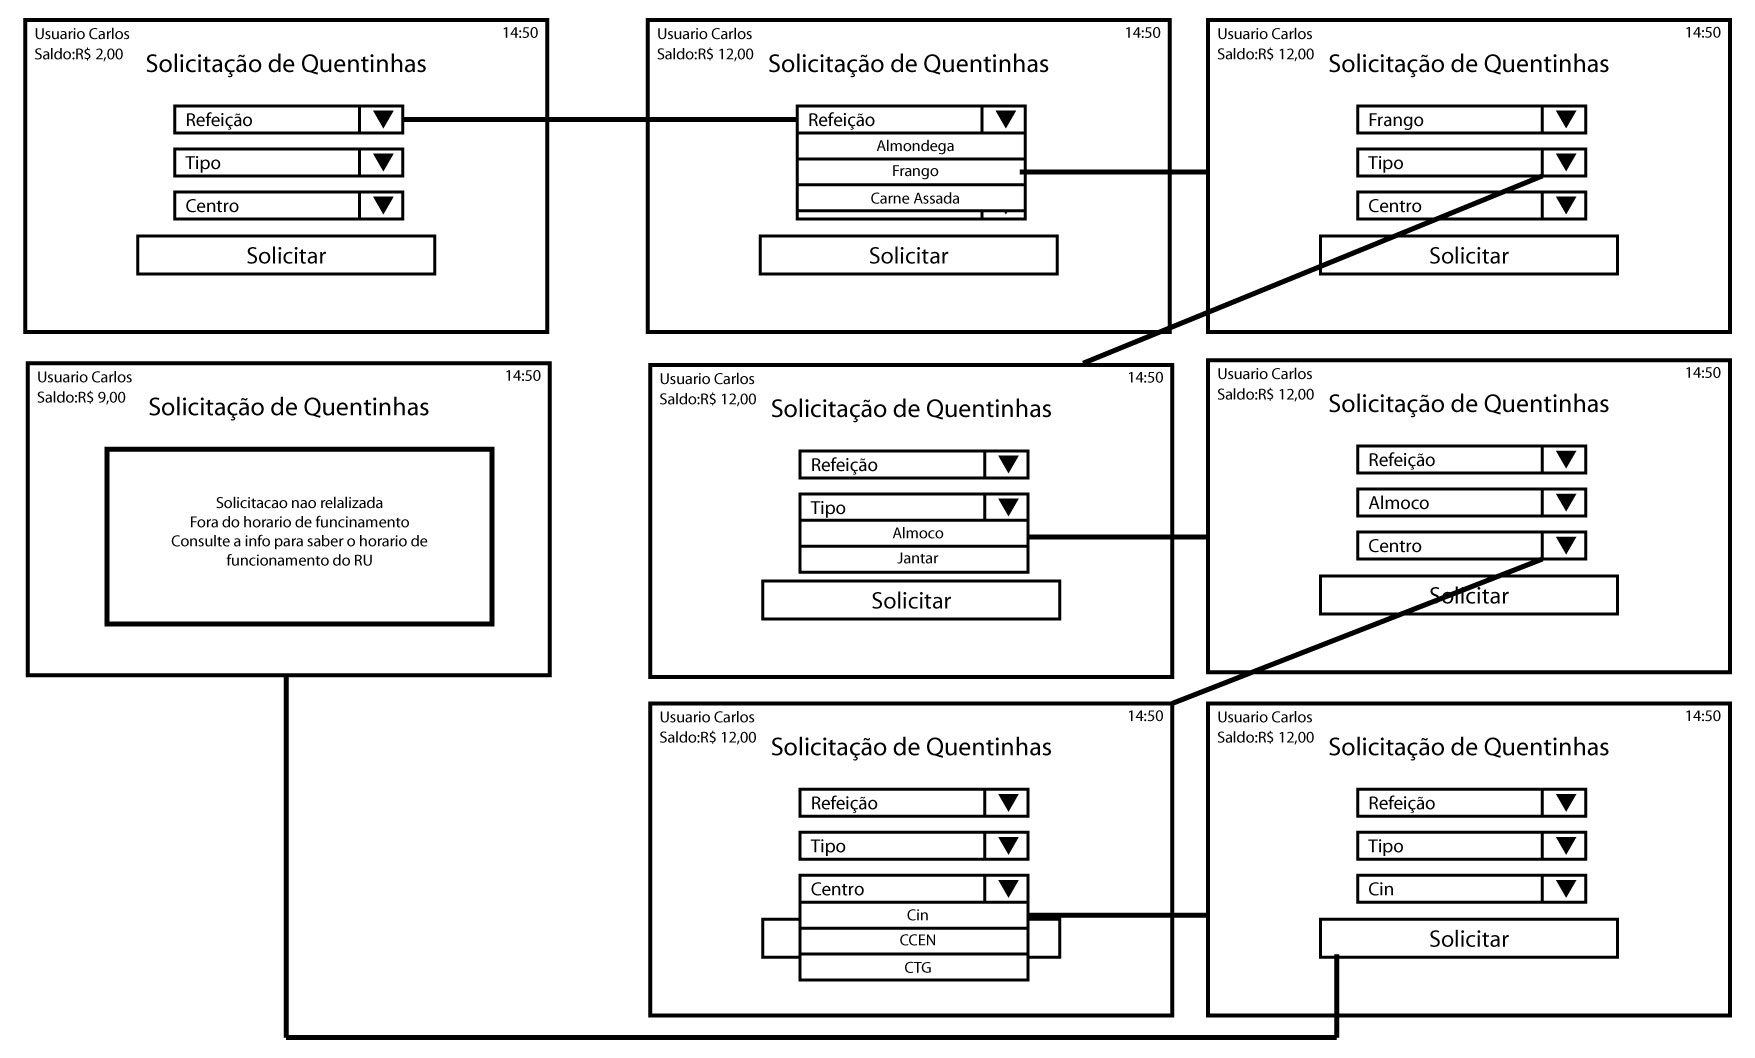 Usuario Carlos
14:50
Saldo:R$ 2,00
Solicitação de Quentinhas
Refeição
Tipo
Centro
Solicitar
Usuario Carlos
14:50
Saldo:R$ 12,00
Solicitação de Quentinhas
Refeição
Almondega
Frango
Carne Assada
Solicitar
Usuario Carlos
14:50
Saldo:R$ 12,00
Solicitação de Quentinhas
Frango
Tipo
Centro
Solicitar
Usuario Carlos
14:50
Saldo:R$ 9,00
Solicitação de Quentinhas
Solicitacao nao relalizada
Fora do horario de funcinamento
Consulte a info para saber o horario de
funcionamento do RU
Usuario Carlos
14:50
Saldo:R$ 12,00
Solicitação de Quentinhas
Refeição
Tipo
Almoco
Jantar
Solicitar
Usuario Carlos
14:50
Saldo:R$ 12,00
Solicitação de Quentinhas
Refeição
Almoco
Centro
Solicitar
Usuario Carlos
14:50
Saldo:R$ 12,00
Solicitação de Quentinhas
Refeição
Tipo
Centro
Cin
CCEN
CTG
Usuario Carlos
14:50
Saldo:R$ 12,00
Solicitação de Quentinhas
Refeição
Tipo
Cin
Solicitar